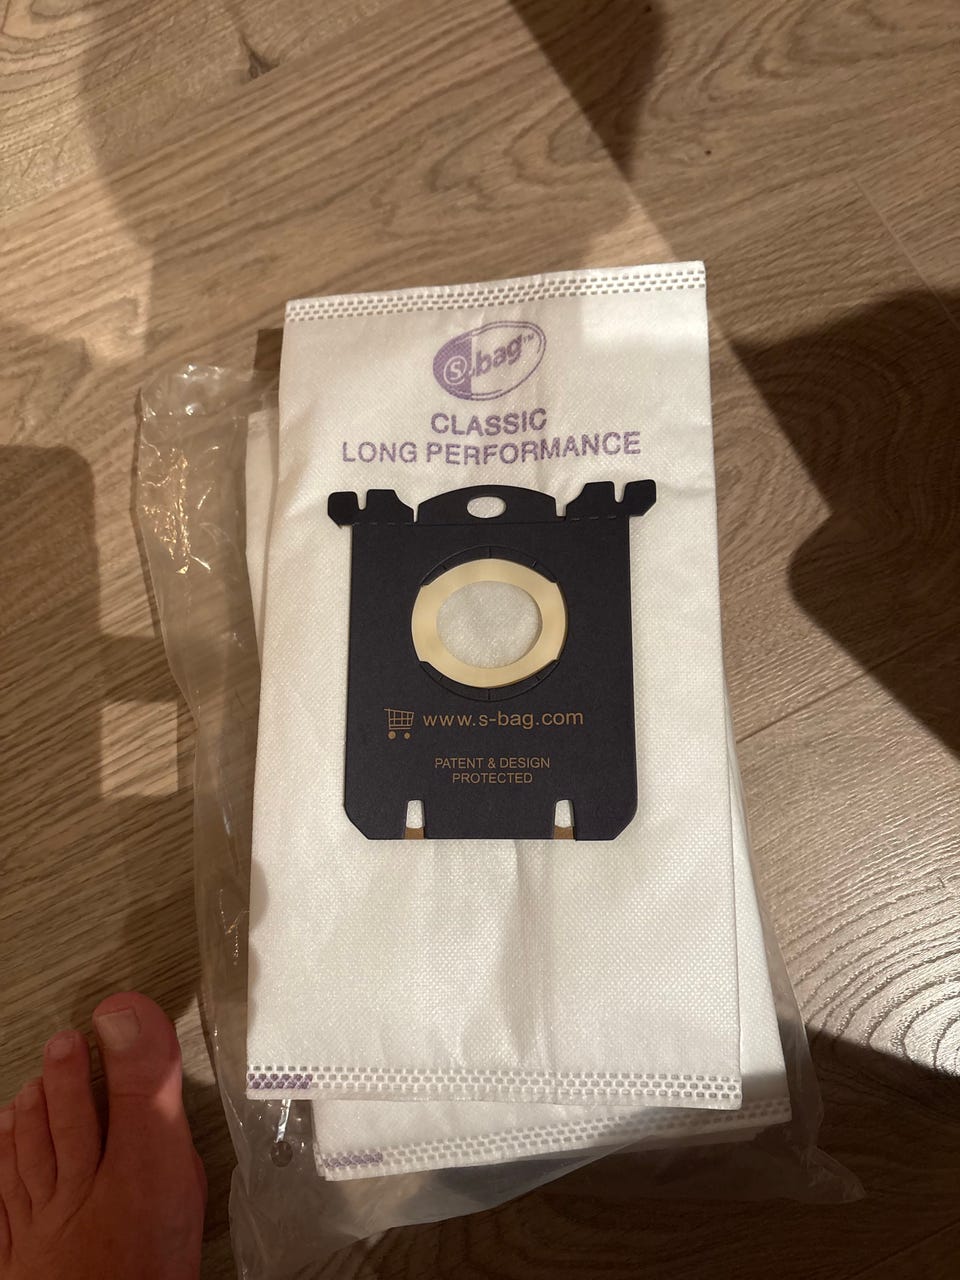 s-bag™
CLASSIC
LONG PERFORMANCE
www.s-bag.com
PATENT & DESIGN
PROTECTED